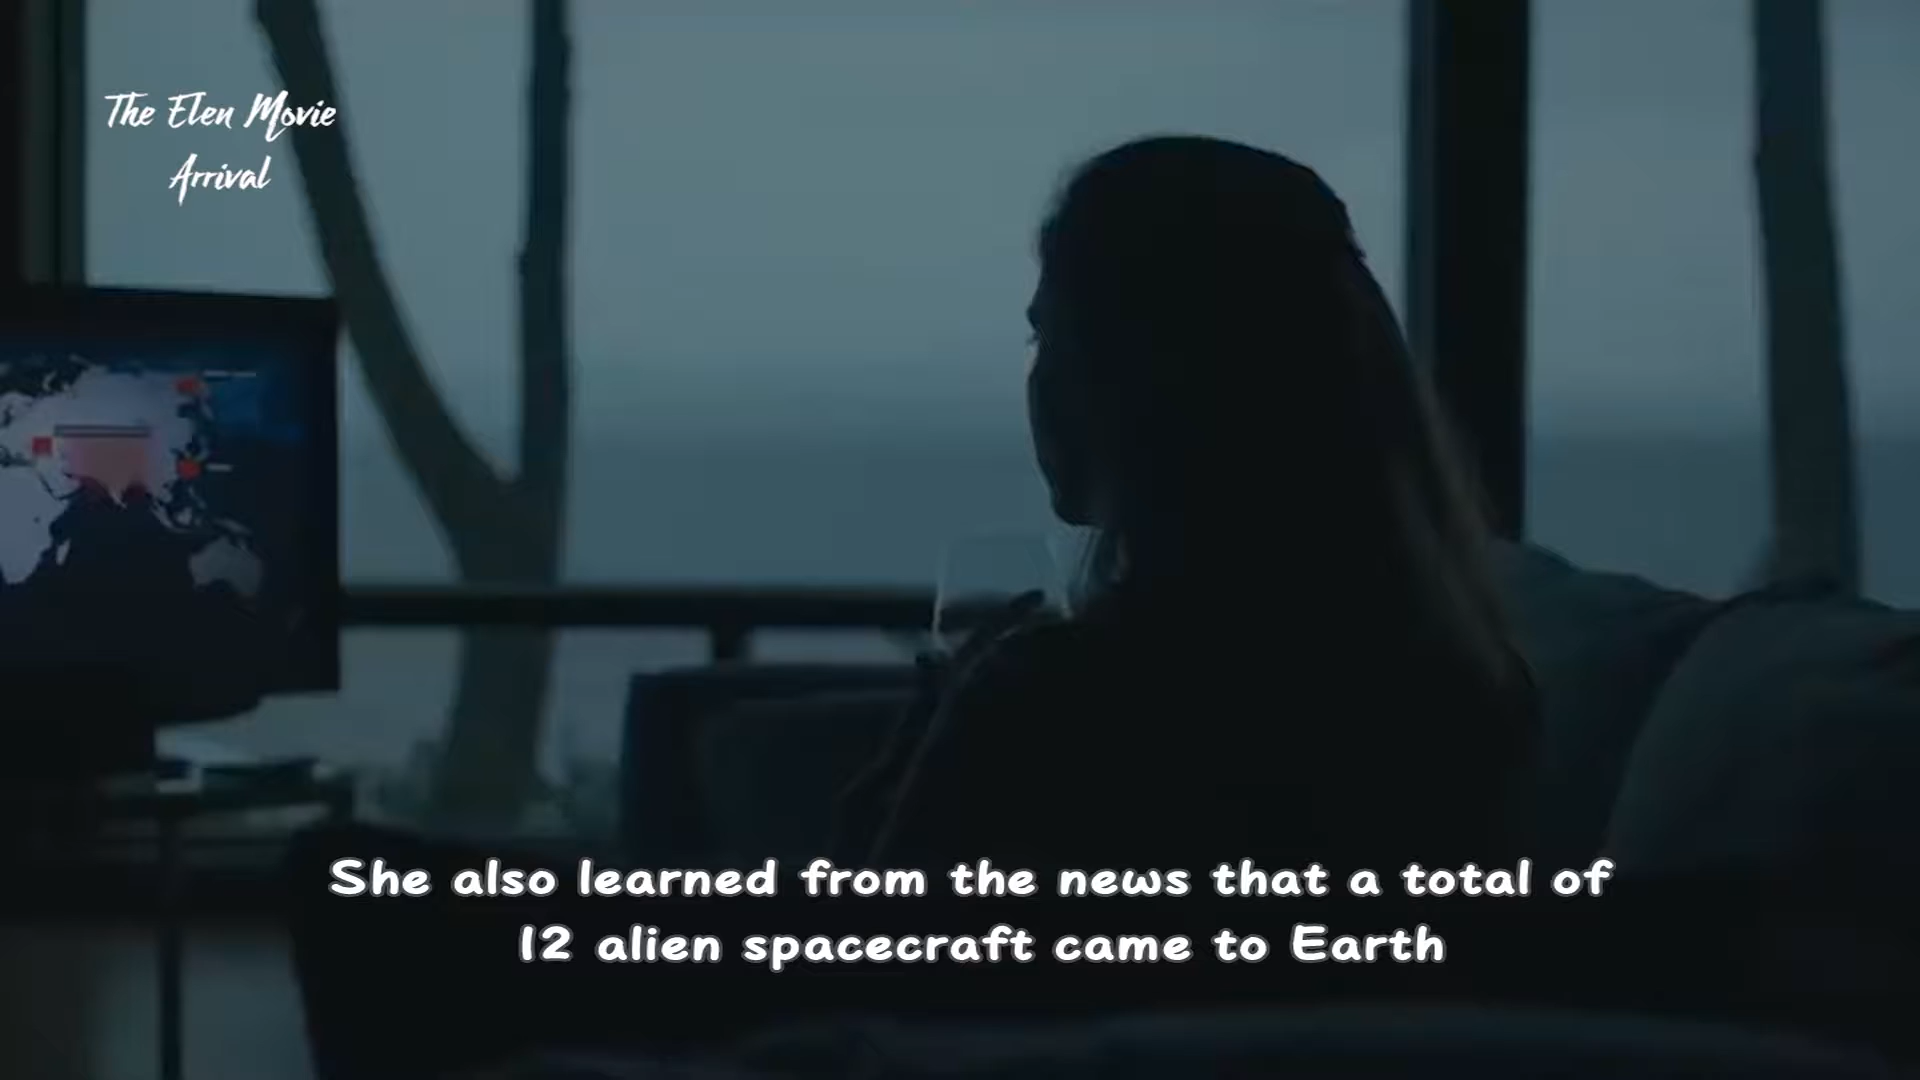 The Elen Movie
Arrival
She also learned from the news that a total of
12 alien spacecraft came to Earth